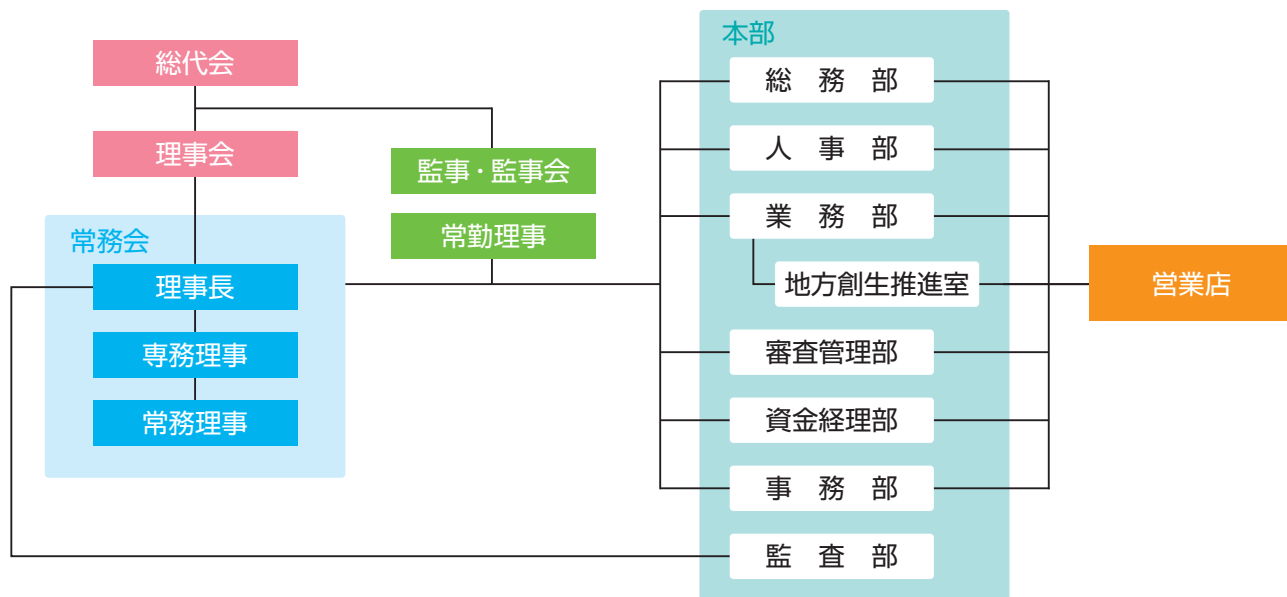 総代会
理事会
監事・監事会
常勤理事
常務会
理事長
専務理事
常務理事
本部
総務部
人事部
業務部
地方創生推進室
審査管理部
資金経理部
事務部
監査部
営業店